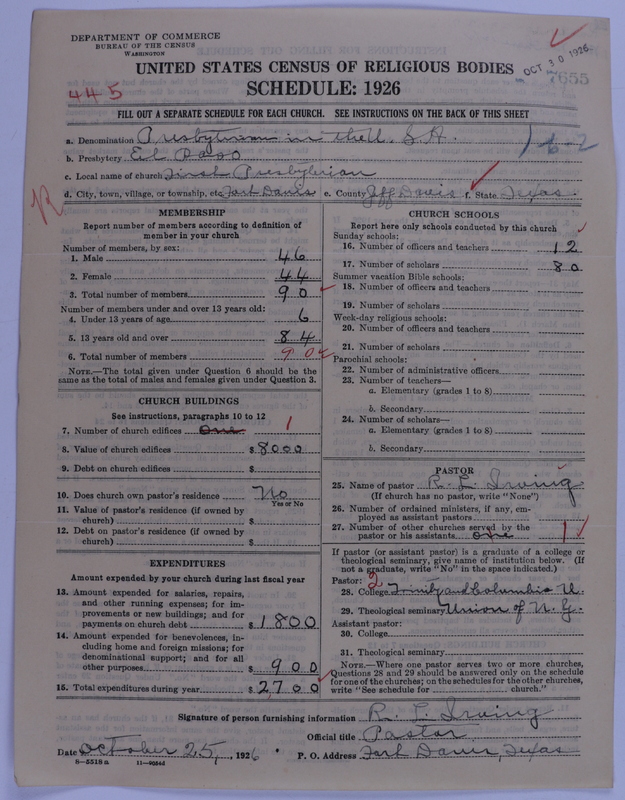 DEPARTMENT OF COMMERCE
BUREAU OF THE CENSUS
WASHINGTON
OCT 30 1926
7655
UNITED STATES CENSUS OF RELIGIOUS BODIES
445
SCHEDULE: 1926
FILL OUT A SEPARATE SCHEDULE FOR EACH CHURCH. SEE INSTRUCTIONS ON THE BACK OF THIS SHEET
a. Denomination Presbyterian in the U. S. A. 1-6-2
b. Presbytery El Paso
c. Local name of church First Presbyterian
d. City, town, village, or township, etc. Fort Davis e. County Jeff Davis f. State Texas.
R
MEMBERSHIP
Report number of members according to definition of
member in your church
Number of members, by sex:
1. Male 46
2. Female 44
3. Total number of members 90
Number of members under and over 13 years old:
4. Under 13 years of age 6
5. 13 years old and over 84
6. Total number of members 90
NOTE.—The total given under Question 6 should be the
same as the total of males and females given under Question 3.
CHURCH BUILDINGS
See instructions, paragraphs 10 to 12
7. Number of church edifices One 1
8. Value of church edifices $8000
9. Debt on church edifices $
10. Does church own pastor's residence No
Yes or No
11. Value of pastor's residence (if owned by
church) $
12. Debt on pastor's residence (if owned by
church) $
EXPENDITURES
Amount expended by your church during last fiscal year
13. Amount expended for salaries, repairs,
and other running expenses; for im-
provements or new buildings; and for
payments on church debt $1800
14. Amount expended for benevolences, in-
cluding home and foreign missions; for
denominational support; and for all
other purposes $900
15. Total expenditures during year $2,700
CHURCH SCHOOLS
Report here only schools conducted by this church
Sunday schools:
16. Number of officers and teachers 12
17. Number of scholars 80
Summer vacation Bible schools:
18. Number of officers and teachers
19. Number of scholars
Week-day religious schools:
20. Number of officers and teachers
21. Number of scholars
Parochial schools:
22. Number of administrative officers
23. Number of teachers—
a. Elementary (grades 1 to 8)
b. Secondary
24. Number of scholars—
a. Elementary (grades 1 to 8)
b. Secondary
PASTOR
25. Name of pastor R. L. Irving
(If church has no pastor, write "None")
26. Number of ordained ministers, if any, em-
ployed as assistant pastors
27. Number of other churches served by the
pastor or his assistants One 1
If pastor (or assistant pastor) is a graduate of a college or
theological seminary, give name of institution below. (If
not a graduate, write "No" in the space indicated.)
Pastor: 2
28. College Trinity and Columbia U.
29. Theological seminary Union of N. Y.
Assistant pastor:
30. College
31. Theological seminary
NOTE.—Where one pastor serves two or more churches,
Questions 28 and 29 should be answered only on the schedule
for one of the churches; on the schedules for the other churches,
write "See schedule for church."
Signature of person furnishing information R. L. Irving
Official title Pastor
Date October 25, 1926 P. O. Address Fort Davis, Texas
8—5518 a